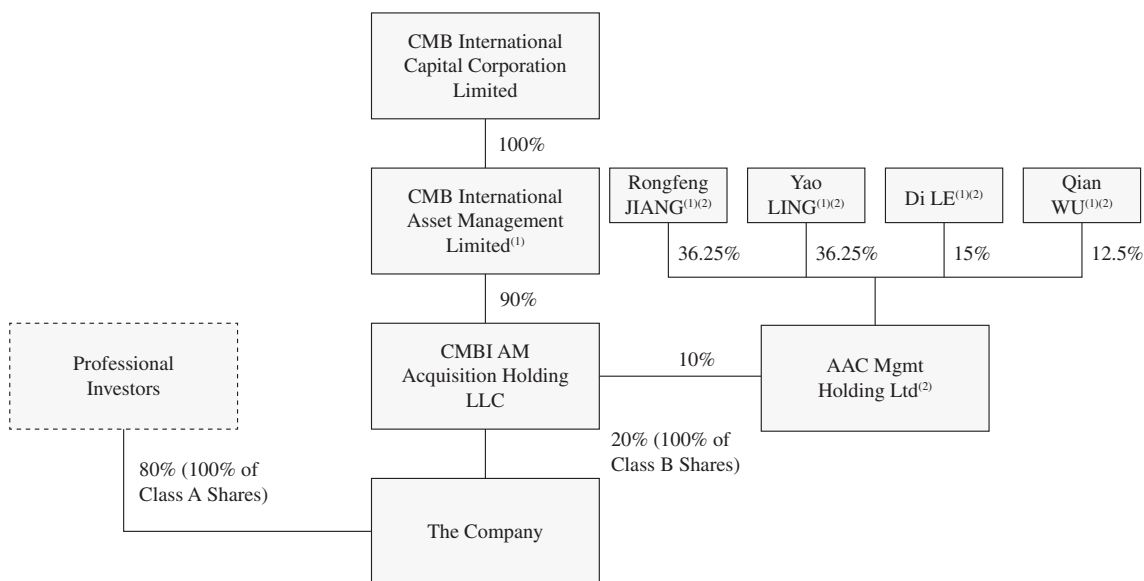 CMB International
Capital Corporation
Limited
100%
CMB International
Asset Management
Limited(1)
Rongfeng
JIANG(1)(2)
Yao
LING(1)(2)
Di LE(1)(2)
Qian
WU(1)(2)
36.25%
36.25%
15%
12.5%
90%
Professional
Investors
CMBI AM
Acquisition Holding
LLC
10%
AAC Mgmt
Holding Ltd(2)
80% (100% of
Class A Shares)
20% (100% of
Class B Shares)
The Company